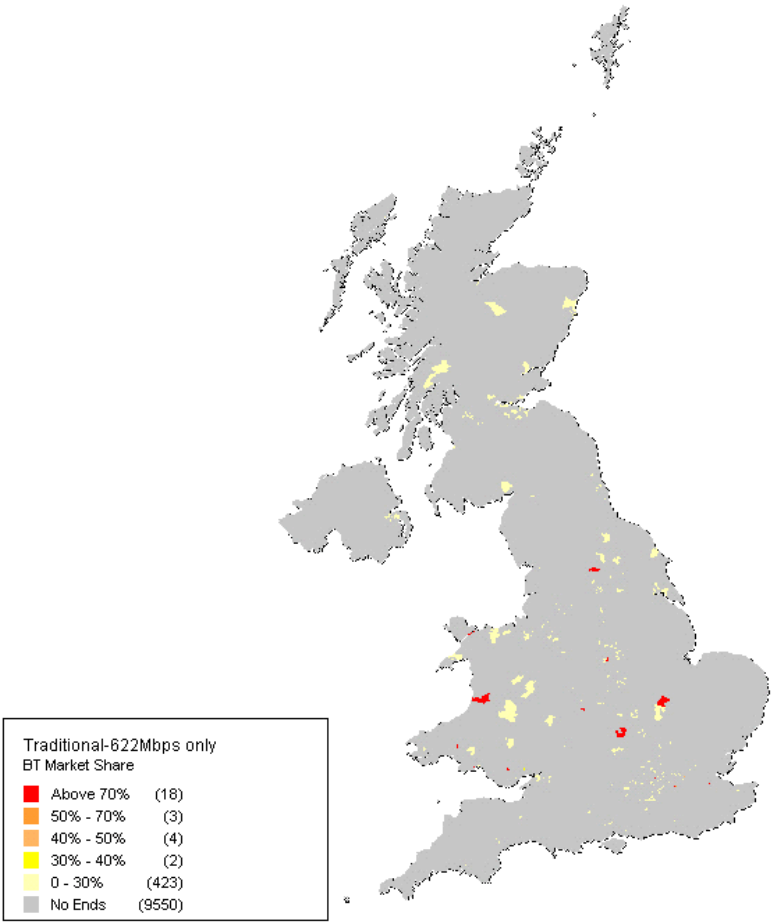 Traditional-622Mbps only
BT Market Share
Above 70% (18)
50% - 70% (3)
40% - 50% (4)
30% - 40% (2)
0 - 30% (423)
No Ends (9550)